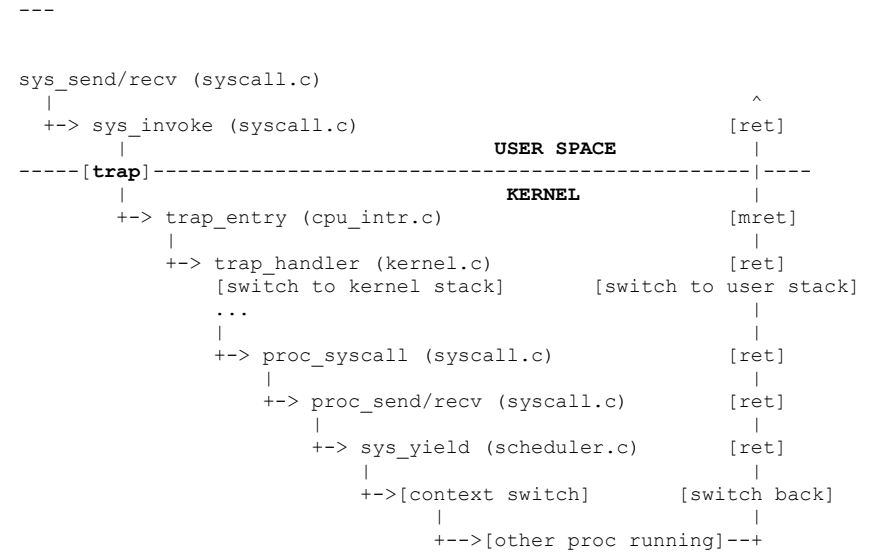 ---
sys_send/recv (syscall.c)
  |                                                          ^
  +-> sys_invoke (syscall.c)                               [ret]
        |                              USER SPACE            |
-----[trap]-------------------------------------------------|----
        |                               KERNEL               |
        +-> trap_entry (cpu_intr.c)                        [mret]
            |                                                |
            +-> trap_handler (kernel.c)                    [ret]
                [switch to kernel stack]       [switch to user stack]
                ...                                          |
                |                                            |
                +-> proc_syscall (syscall.c)               [ret]
                    |                                        |
                    +-> proc_send/recv (syscall.c)         [ret]
                        |                                    |
                        +-> sys_yield (scheduler.c)        [ret]
                            |                                |
                            +->[context switch]       [switch back]
                                  |                          |
                                  +-->[other proc running]--+